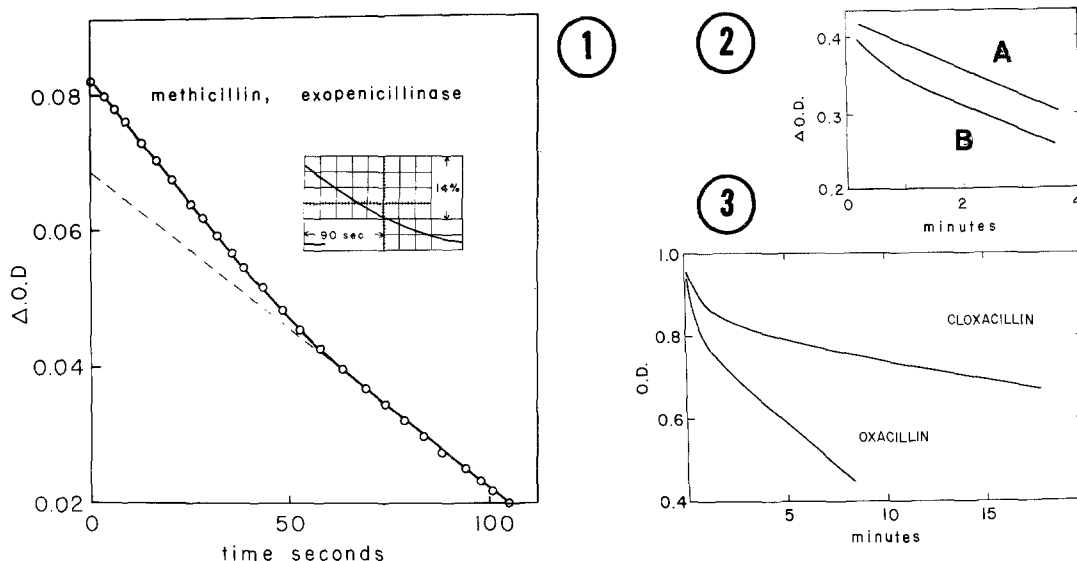 1
0.08
0.06
0.04
0.02
Δ.O.D
methicillin, exopenicillinase
14%
90 sec
0
50
100
time seconds
2
0.4
0.3
0.2
Δ O.D.
A
B
0
2
4
minutes
3
1.0
0.8
0.6
0.4
O.D.
CLOXACILLIN
OXACILLIN
5
10
15
minutes